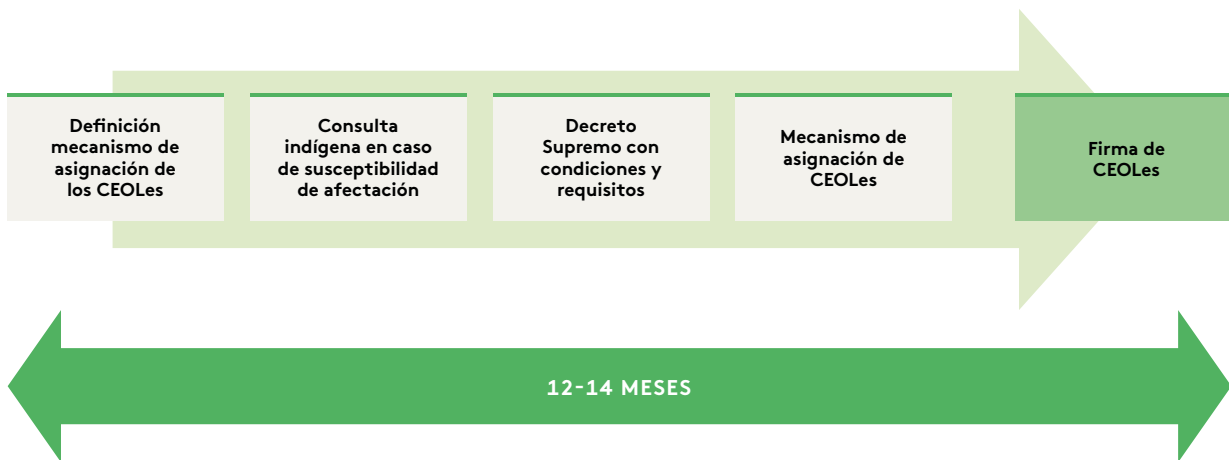 Definición
mecanismo de
asignación de
los CEOLes
Consulta
indígena en caso
de susceptibilidad
de afectación
Decreto
Supremo con
condiciones y
requisitos
Mecanismo de
asignación de
CEOLes
Firma de
CEOLes
12-14 MESES